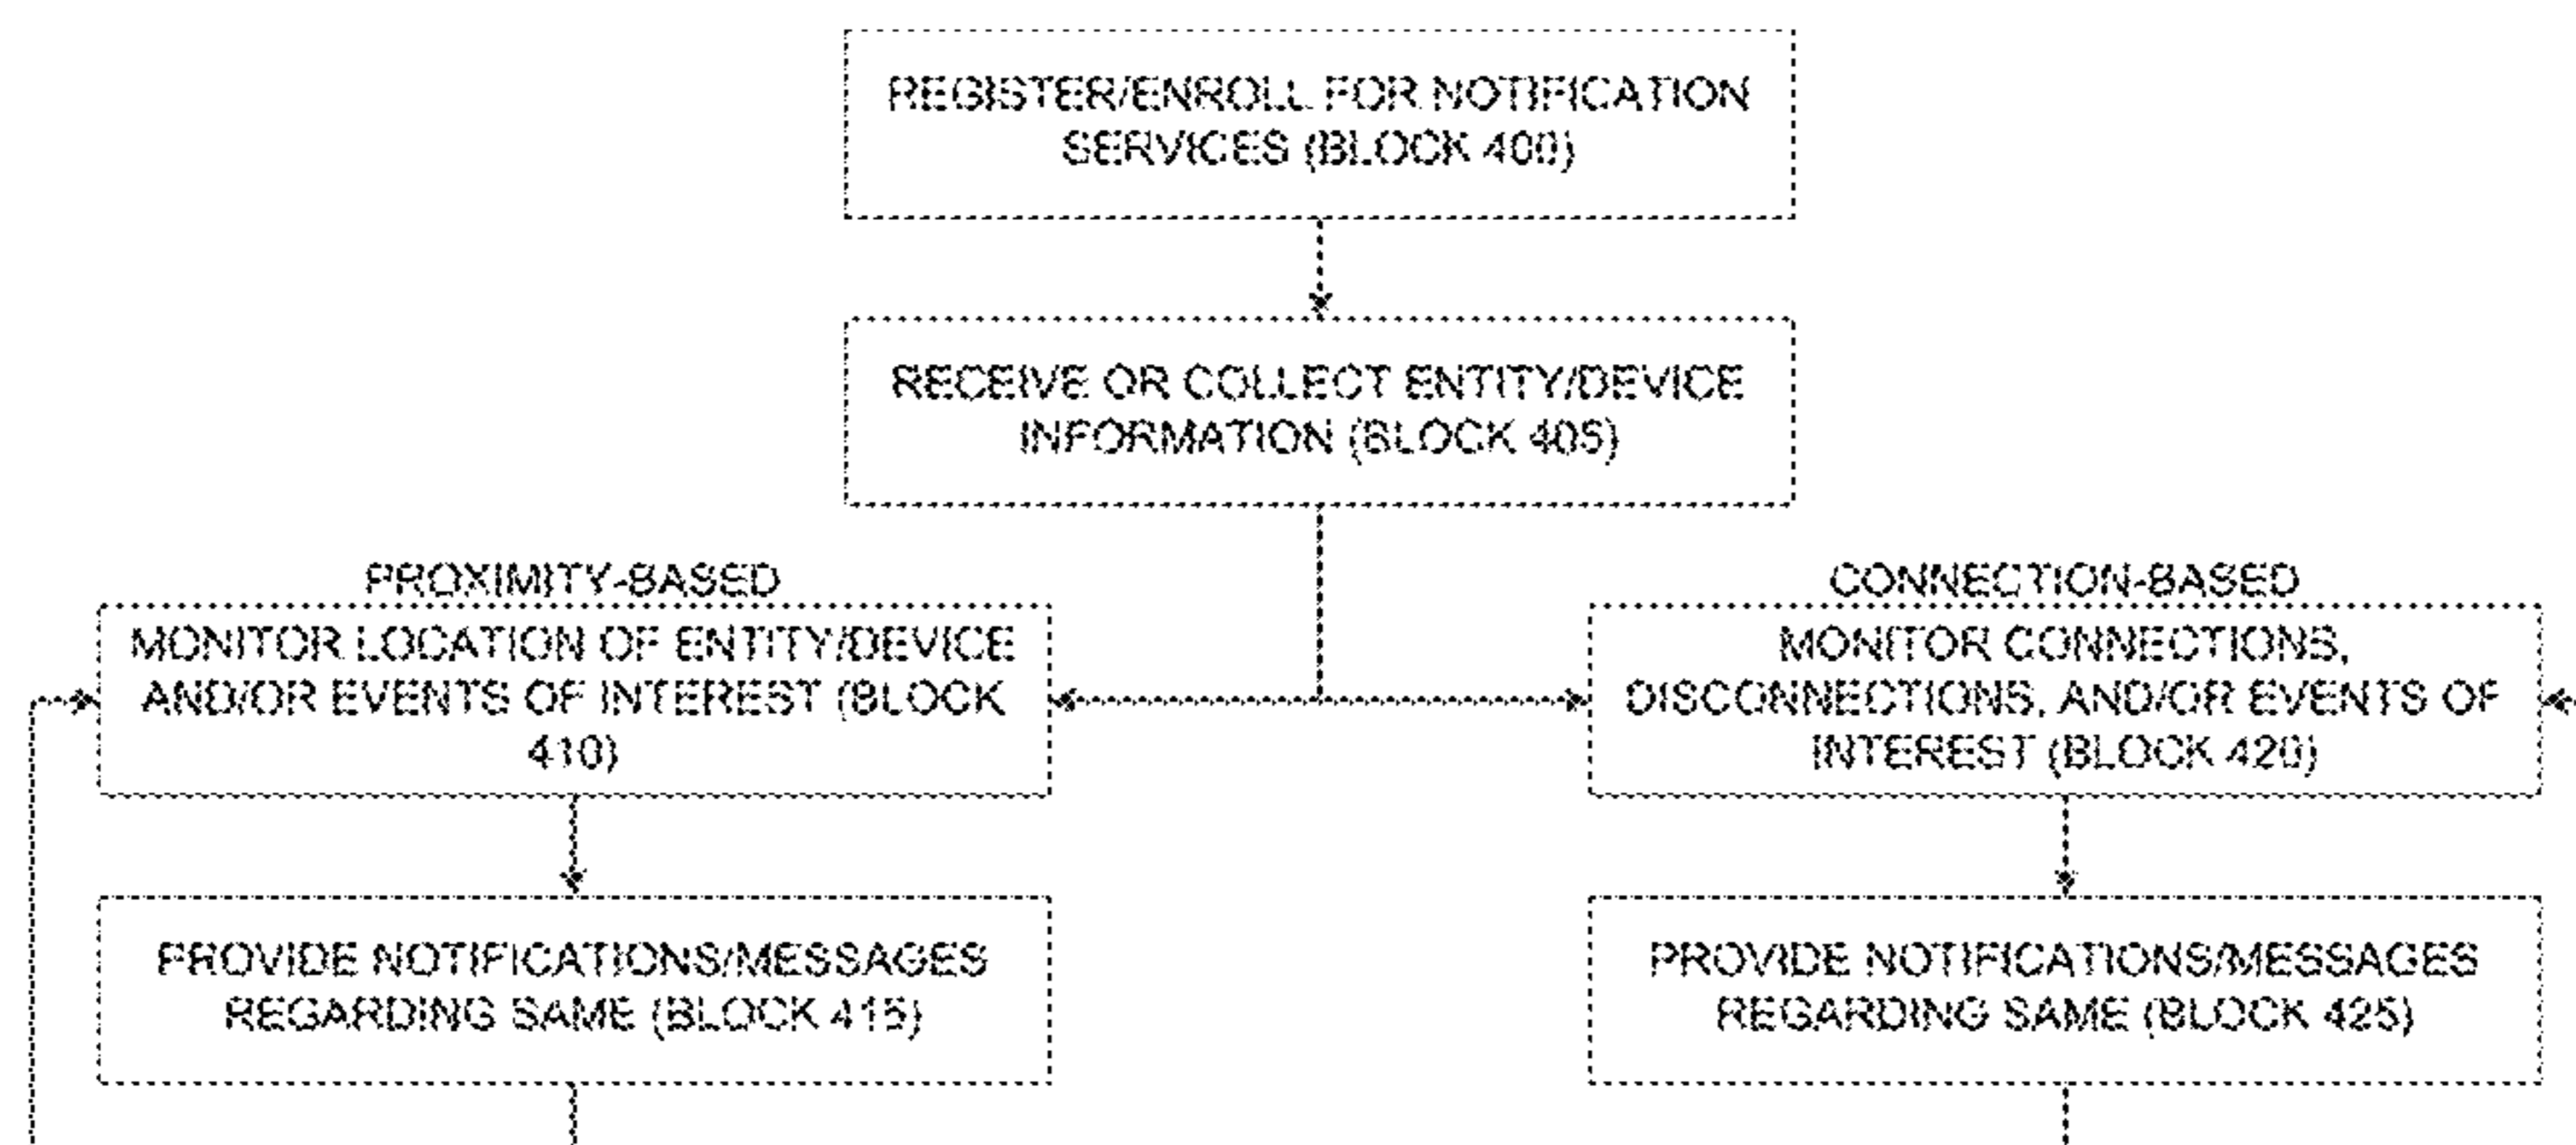 REGISTER/ENROLL FOR NOTIFICATION
SERVICES (BLOCK 400)
RECEIVE OR COLLECT ENTITY/DEVICE
INFORMATION (BLOCK 405)
PROXIMITY-BASED
MONITOR LOCATION OF ENTITY/DEVICE
AND/OR EVENTS OF INTEREST (BLOCK
410)
CONNECTION-BASED
MONITOR CONNECTIONS,
DISCONNECTIONS, AND/OR EVENTS OF
INTEREST (BLOCK 420)
PROVIDE NOTIFICATIONS/MESSAGES
REGARDING SAME (BLOCK 415)
PROVIDE NOTIFICATIONS/MESSAGES
REGARDING SAME (BLOCK 425)